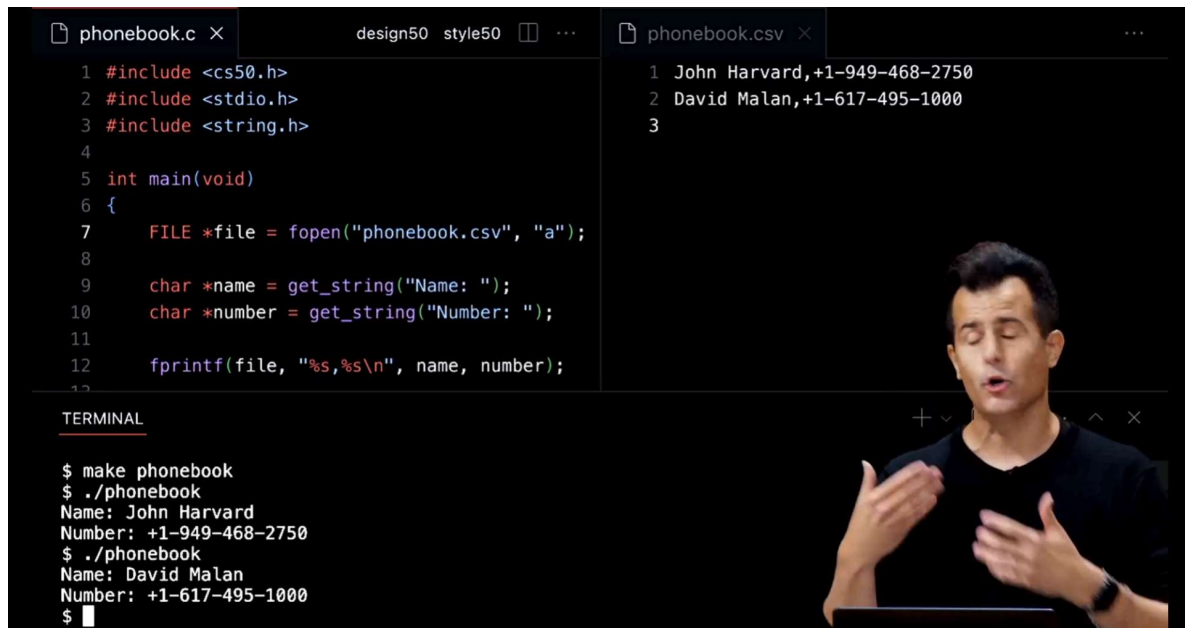 phonebook.c
design50 style50
1 #include <cs50.h>
2 #include <stdio.h>
3 #include <string.h>
4
5 int main(void)
6 {
7 FILE *file = fopen("phonebook.csv", "a");
8
9 char *name = get_string("Name: ");
10 char *number = get_string("Number: ");
11
12 fprintf(file, "%s,%s\n", name, number);
13
phonebook.csv
1 John Harvard,+1-949-468-2750
2 David Malan,+1-617-495-1000
3
TERMINAL
$ make phonebook
$ ./phonebook
Name: John Harvard
Number: +1-949-468-2750
$ ./phonebook
Name: David Malan
Number: +1-617-495-1000
$